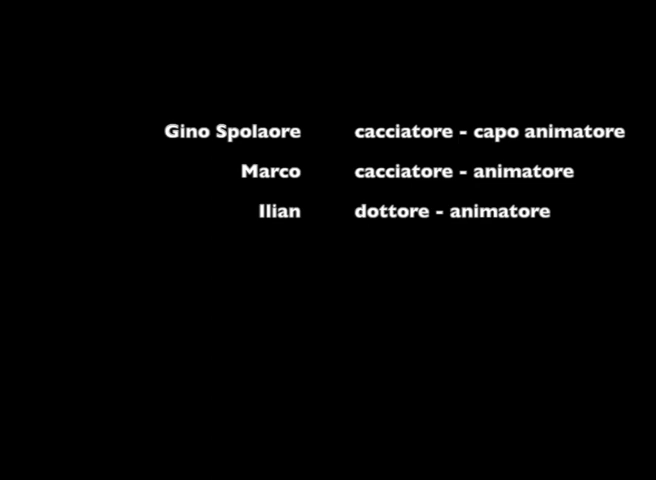 Gino Spolaore cacciatore - capo animatore
Marco cacciatore - animatore
Ilian dottore - animatore